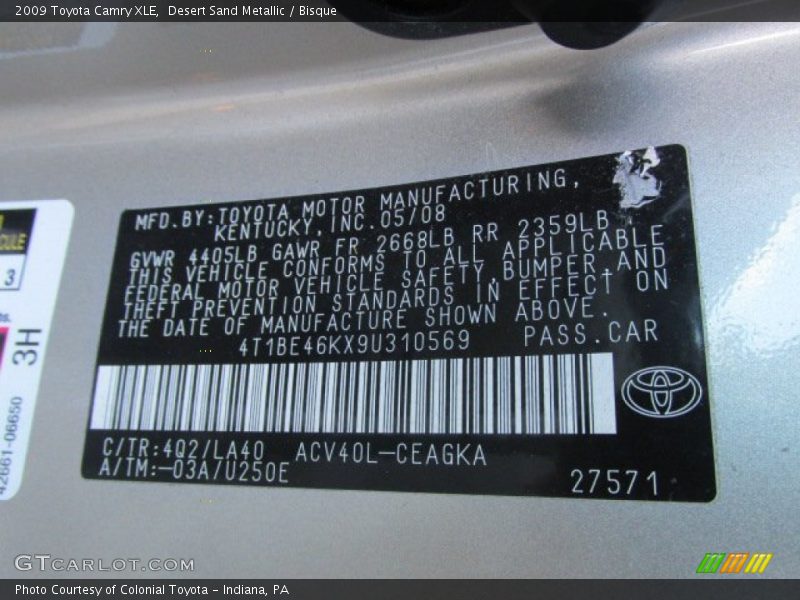 2009 Toyota Camry XLE, Desert Sand Metallic / Bisque
MFD.BY:TOYOTA MOTOR MANUFACTURING,
KENTUCKY,INC.05/08
GVWR 4405LB GAWR FR 2668LB RR 2359LB
THIS VEHICLE CONFORMS TO ALL APPLICABLE
FEDERAL MOTOR VEHICLE SAFETY,BUMPER,AND
THEFT PREVENTION STANDARDS IN EFFECT ON
THE DATE OF MANUFACTURE SHOWN ABOVE.
4T1BE46KX9U310569 PASS.CAR
C/TR:4Q2/LA40 ACV40L-CEAGKA
A/TM:-03A/U250E
27571
3
3H
42661-06650
GTCARLOT.COM
Photo Courtesy of Colonial Toyota - Indiana, PA